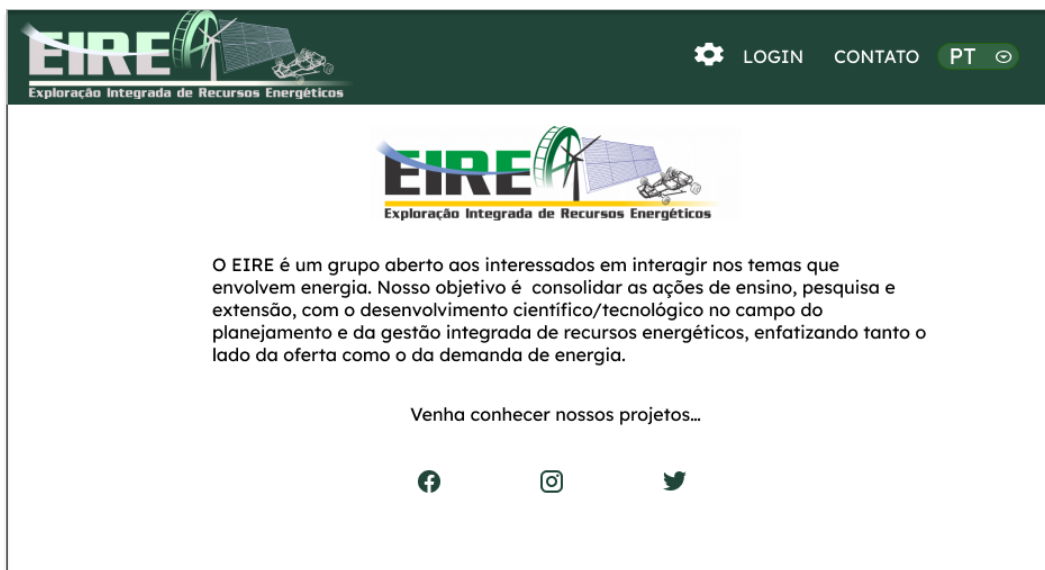 EIRE
Exploração Integrada de Recursos Energéticos
LOGIN
CONTATO
PT
EIRE
Exploração Integrada de Recursos Energéticos
O EIRE é um grupo aberto aos interessados em interagir nos temas que
envolvem energia. Nosso objetivo é  consolidar as ações de ensino, pesquisa e
extensão, com o desenvolvimento científico/tecnológico no campo do
planejamento e da gestão integrada de recursos energéticos, enfatizando tanto o
lado da oferta como o da demanda de energia.
Venha conhecer nossos projetos...